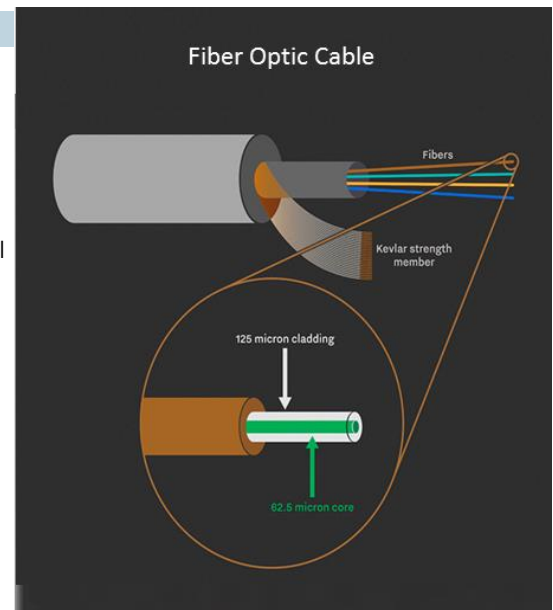 Fiber Optic Cable
Fibers
Kevlar strength
member
125 micron cladding
62.5 micron core
l